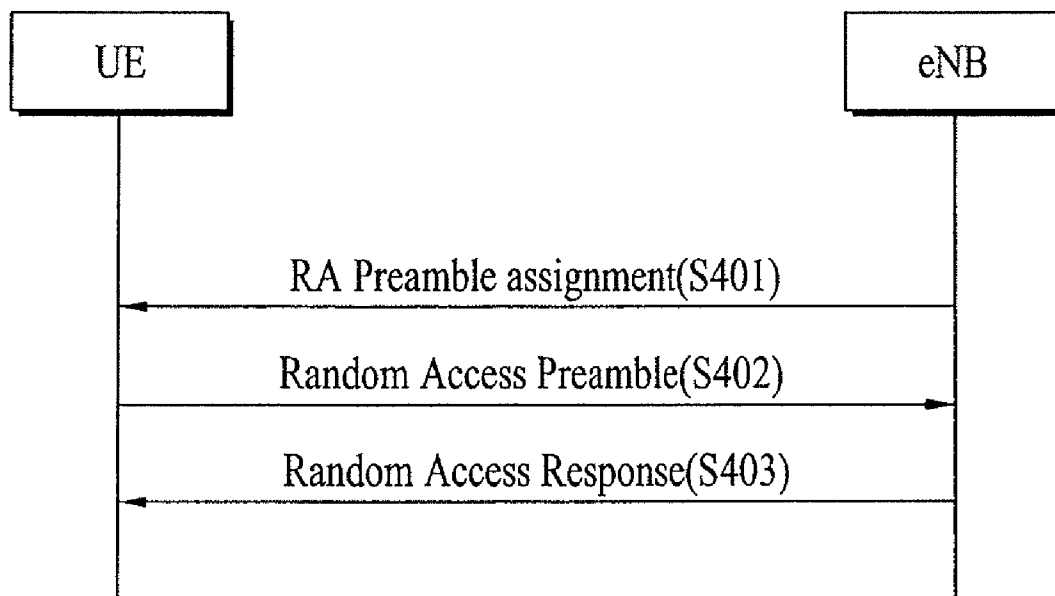 UE
eNB
RA Preamble assignment(S401)
Random Access Preamble(S402)
Random Access Response(S403)